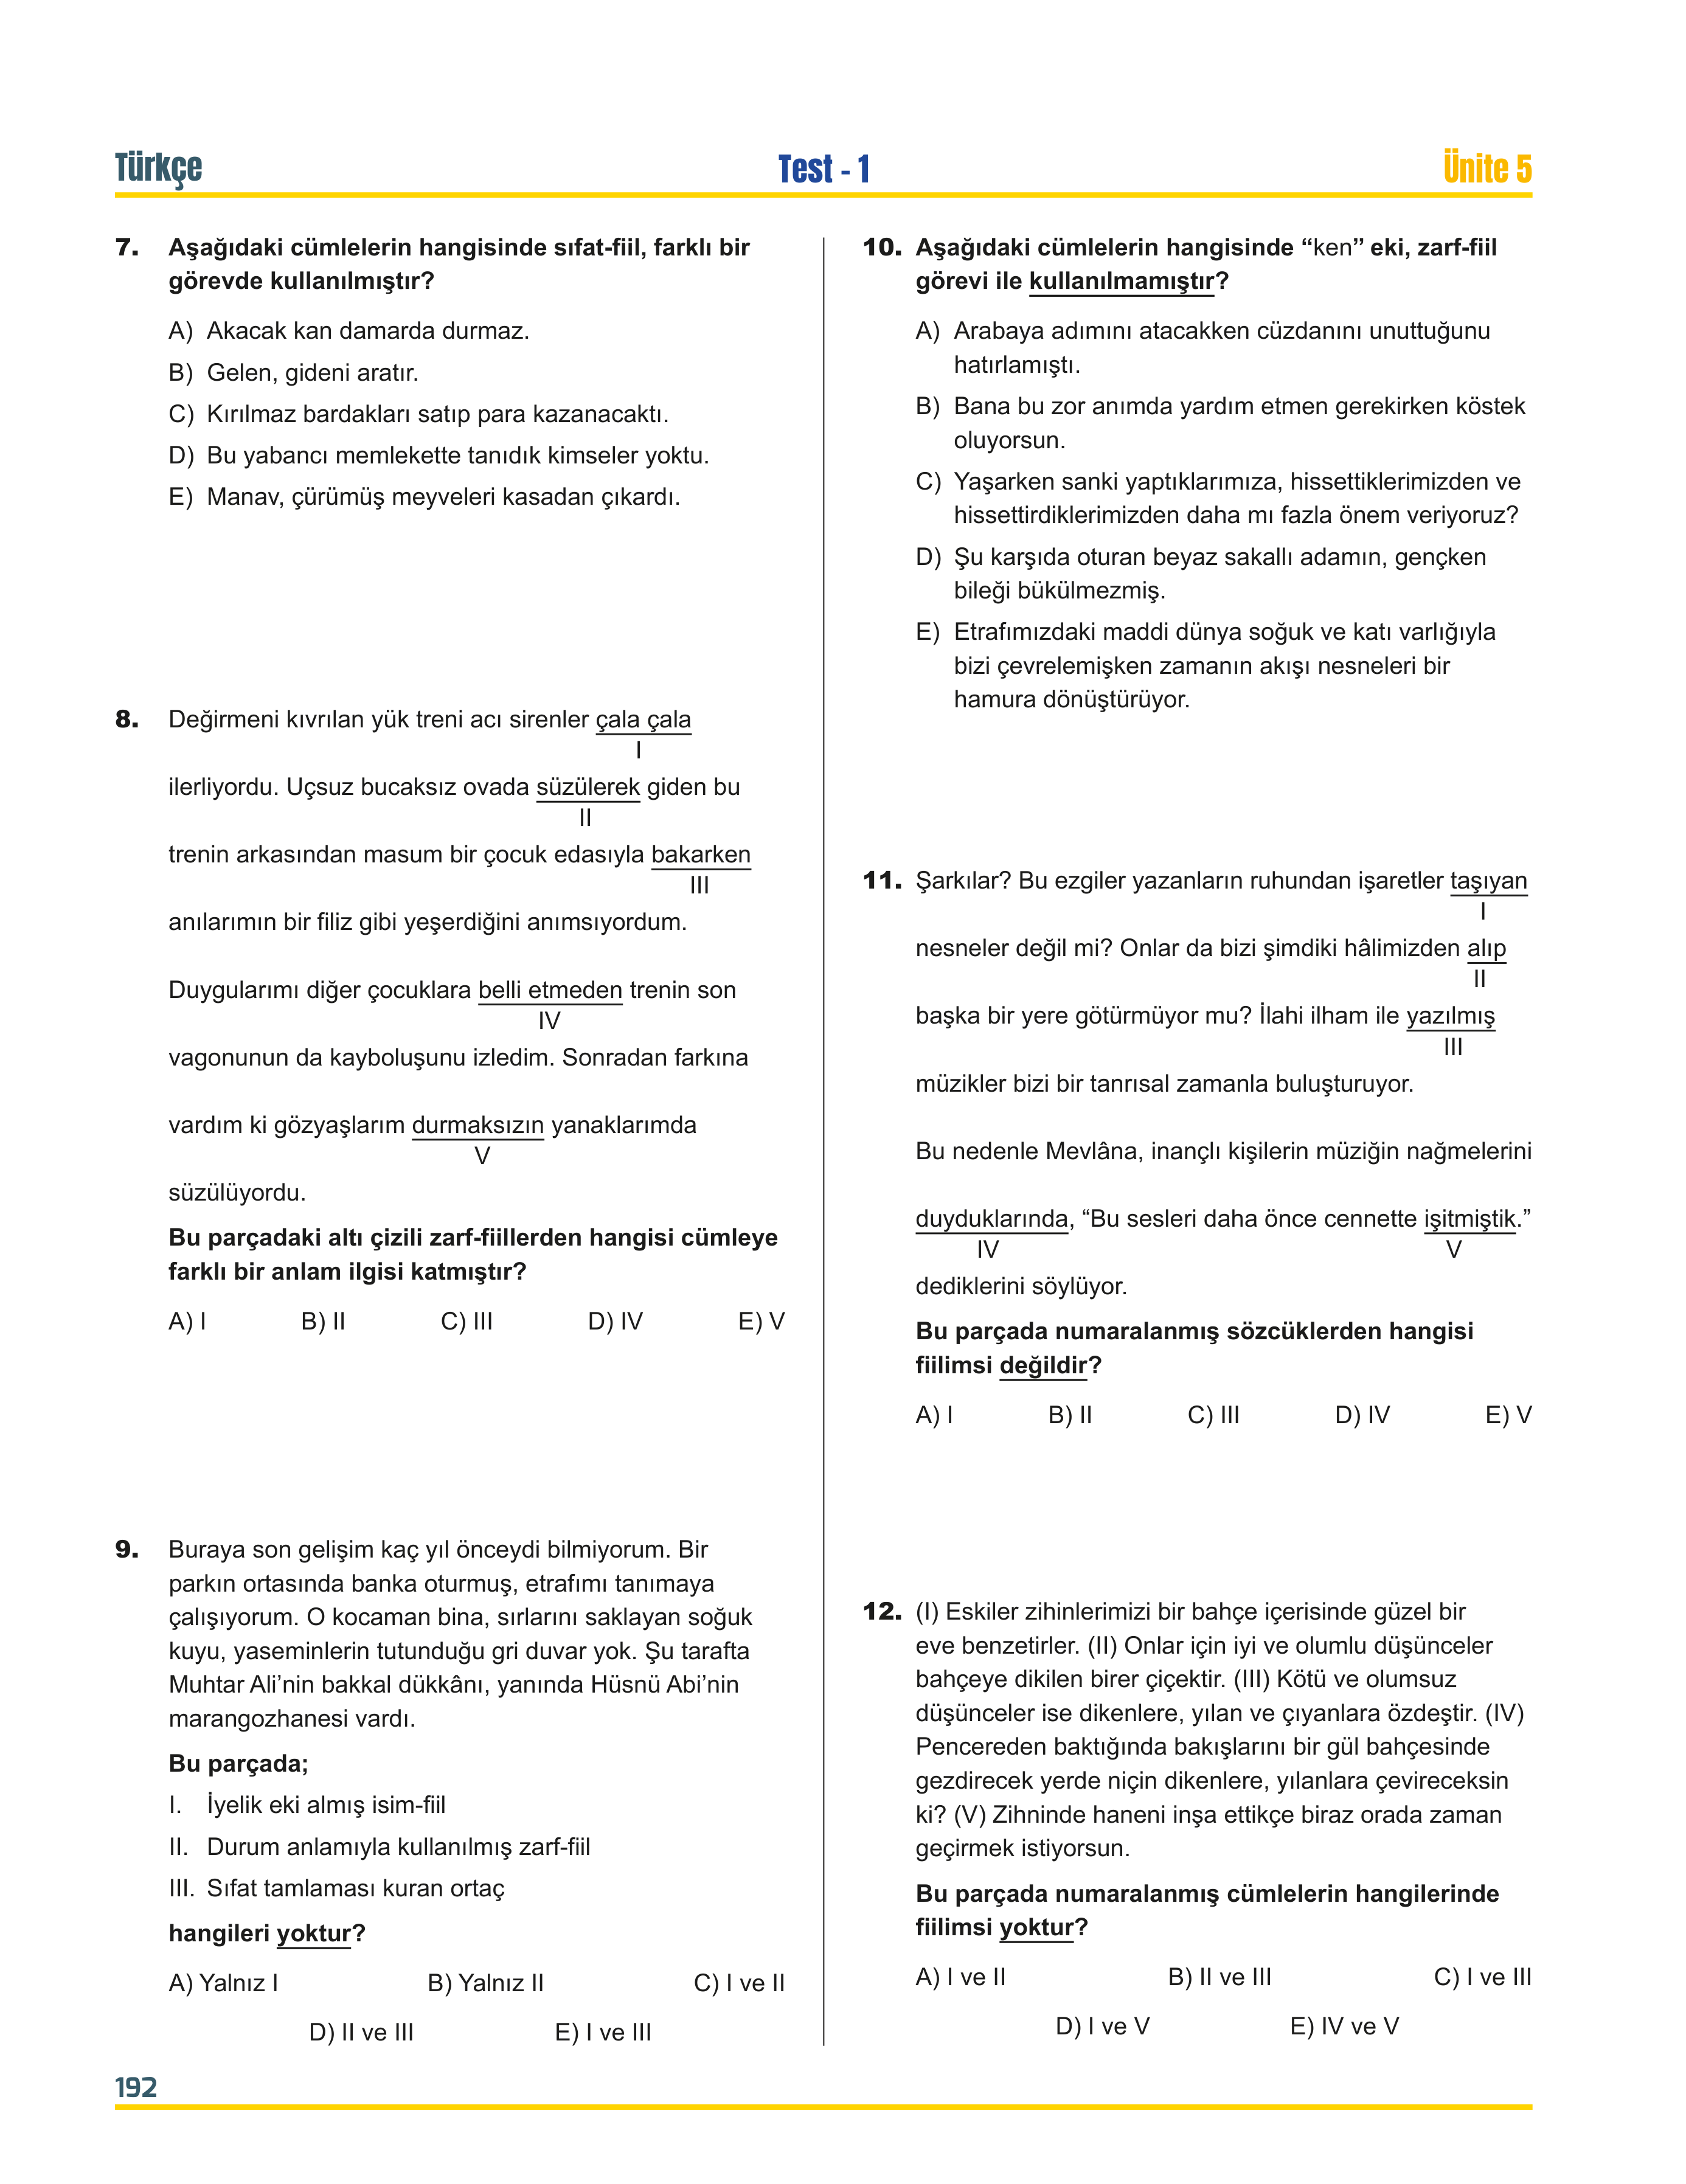 Türkçe
Test - 1
Ünite 5
7. Aşağıdaki cümlelerin hangisinde sıfat-fiil, farklı bir
görevde kullanılmıştır?
A) Akacak kan damarda durmaz.
B) Gelen, gideni aratır.
C) Kırılmaz bardakları satıp para kazanacaktı.
D) Bu yabancı memlekette tanıdık kimseler yoktu.
E) Manav, çürümüş meyveleri kasadan çıkardı.
8. Değirmeni kıvrılan yük treni acı sirenler çala çala
I
ilerliyordu. Uçsuz bucaksız ovada süzülerek giden bu
II
trenin arkasından masum bir çocuk edasıyla bakarken
III
anılarımın bir filiz gibi yeşerdiğini anımsıyordum.
Duygularımı diğer çocuklara belli etmeden trenin son
IV
vagonunun da kayboluşunu izledim. Sonradan farkına
vardım ki gözyaşlarım durmaksızın yanaklarımda
V
süzülüyordu.
Bu parçadaki altı çizili zarf-fiillerden hangisi cümleye
farklı bir anlam ilgisi katmıştır?
A) I B) II C) III D) IV E) V
9. Buraya son gelişim kaç yıl önceydi bilmiyorum. Bir
parkın ortasında banka oturmuş, etrafımı tanımaya
çalışıyorum. O kocaman bina, sırlarını saklayan soğuk
kuyu, yaseminlerin tutunduğu gri duvar yok. Şu tarafta
Muhtar Ali’nin bakkal dükkânı, yanında Hüsnü Abi’nin
marangozhanesi vardı.
Bu parçada;
I. İyelik eki almış isim-fiil
II. Durum anlamıyla kullanılmış zarf-fiil
III. Sıfat tamlaması kuran ortaç
hangileri yoktur?
A) Yalnız I B) Yalnız II C) I ve II
D) II ve III E) I ve III
10. Aşağıdaki cümlelerin hangisinde “ken” eki, zarf-fiil
görevi ile kullanılmamıştır?
A) Arabaya adımını atacakken cüzdanını unuttuğunu
hatırlamıştı.
B) Bana bu zor anımda yardım etmen gerekirken köstek
oluyorsun.
C) Yaşarken sanki yaptıklarımıza, hissettiklerimizden ve
hissettirdiklerimizden daha mı fazla önem veriyoruz?
D) Şu karşıda oturan beyaz sakallı adamın, gençken
bileği bükülmezmiş.
E) Etrafımızdaki maddi dünya soğuk ve katı varlığıyla
bizi çevrelemişken zamanın akışı nesneleri bir
hamura dönüştürüyor.
11. Şarkılar? Bu ezgiler yazanların ruhundan işaretler taşıyan
I
nesneler değil mi? Onlar da bizi şimdiki hâlimizden alıp
II
başka bir yere götürmüyor mu? İlahi ilham ile yazılmış
III
müzikler bizi bir tanrısal zamanla buluşturuyor.
Bu nedenle Mevlâna, inançlı kişilerin müziğin nağmelerini
duyduklarında, “Bu sesleri daha önce cennette işitmiştik.”
IV V
dediklerini söylüyor.
Bu parçada numaralanmış sözcüklerden hangisi
fiilimsi değildir?
A) I B) II C) III D) IV E) V
12. (I) Eskiler zihinlerimizi bir bahçe içerisinde güzel bir
eve benzetirler. (II) Onlar için iyi ve olumlu düşünceler
bahçeye dikilen birer çiçektir. (III) Kötü ve olumsuz
düşünceler ise dikenlere, yılan ve çıyanlara özdeştir. (IV)
Pencereden baktığında bakışlarını bir gül bahçesinde
gezdirecek yerde niçin dikenlere, yılanlara çevireceksin
ki? (V) Zihninde haneni inşa ettikçe biraz orada zaman
geçirmek istiyorsun.
Bu parçada numaralanmış cümlelerin hangilerinde
fiilimsi yoktur?
A) I ve II B) II ve III C) I ve III
D) I ve V E) IV ve V
192